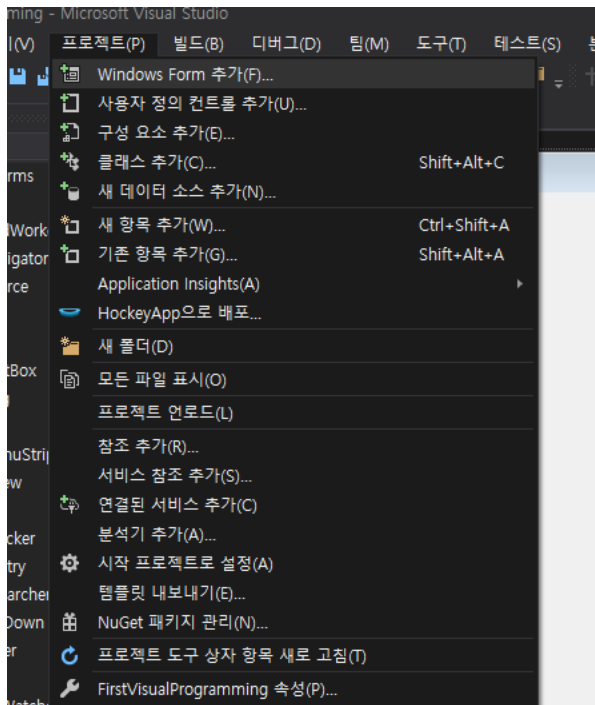 ming - Microsoft Visual Studio
(V) 프로젝트(P) 빌드(B) 디버그(D) 팀(M) 도구(T) 테스트(S)
Windows Form 추가(F)...
사용자 정의 컨트롤 추가(U)...
구성 요소 추가(E)...
클래스 추가(C)... Shift+Alt+C
rms
새 데이터 소스 추가(N)...
새 항목 추가(W)... Ctrl+Shift+A
Work
기존 항목 추가(G)... Shift+Alt+A
igator
Application Insights(A)
rce
HockeyApp으로 배포...
새 폴더(D)
tBox
모든 파일 표시(O)
프로젝트 언로드(L)
참조 추가(R)...
nuStrip
서비스 참조 추가(S)...
ew
연결된 서비스 추가(C)
분석기 추가(A)...
cker
시작 프로젝트로 설정(A)
try
템플릿 내보내기(E)...
archer
NuGet 패키지 관리(N)...
Down
프로젝트 도구 상자 항목 새로 고침(T)
er
FirstVisualProgramming 속성(P)...